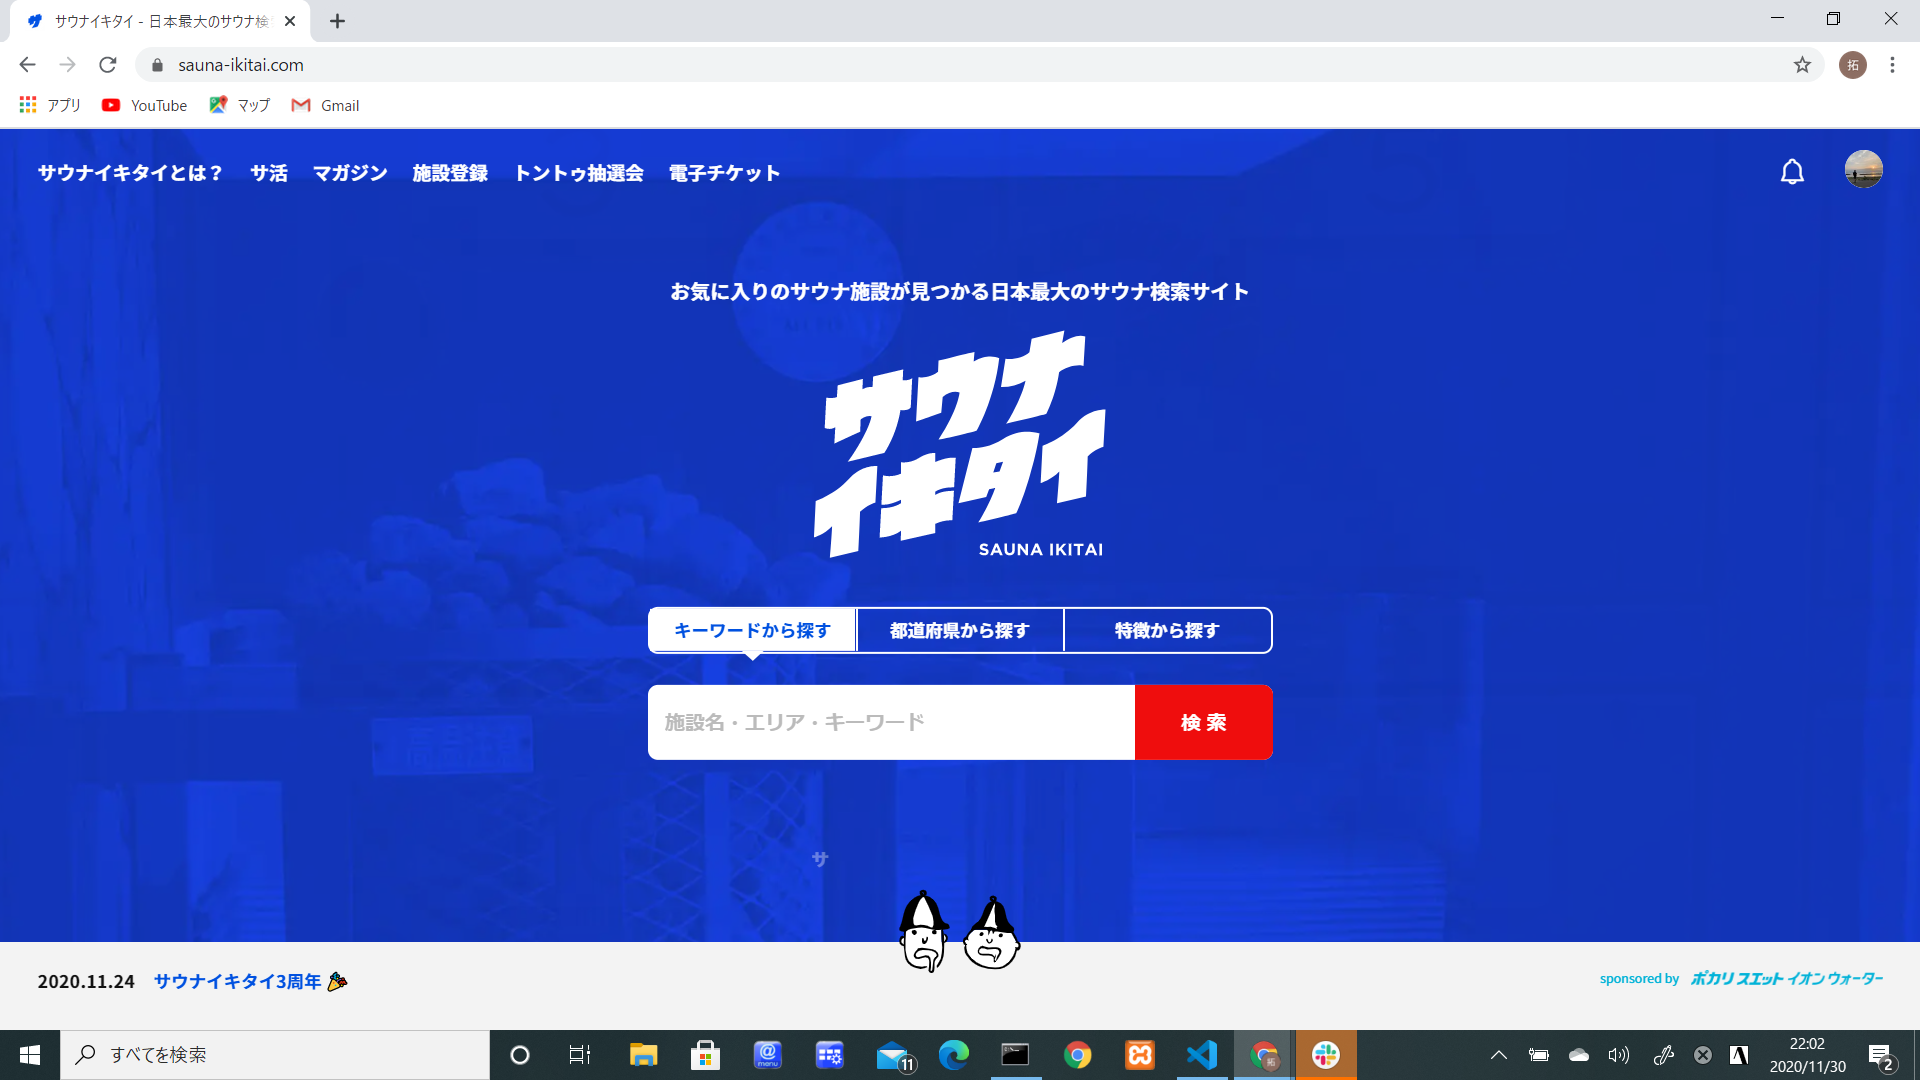 サウナイキタイ - 日本最大のサウナ検
sauna-ikitai.com
拓
アプリ YouTube マップ Gmail
サウナイキタイとは？ サ活 マガジン 施設登録 トントゥ抽選会 電子チケット
お気に入りのサウナ施設が見つかる日本最大のサウナ検索サイト
サウナ
イキタイ
SAUNA IKITAI
キーワードから探す 都道府県から探す 特徴から探す
施設名・エリア・キーワード 検 索
サ
2020.11.24 サウナイキタイ3周年
sponsored by ポカリスエット イオンウォーター
すべてを検索
@
menu
11
拓
A
22:02
2020/11/30
2